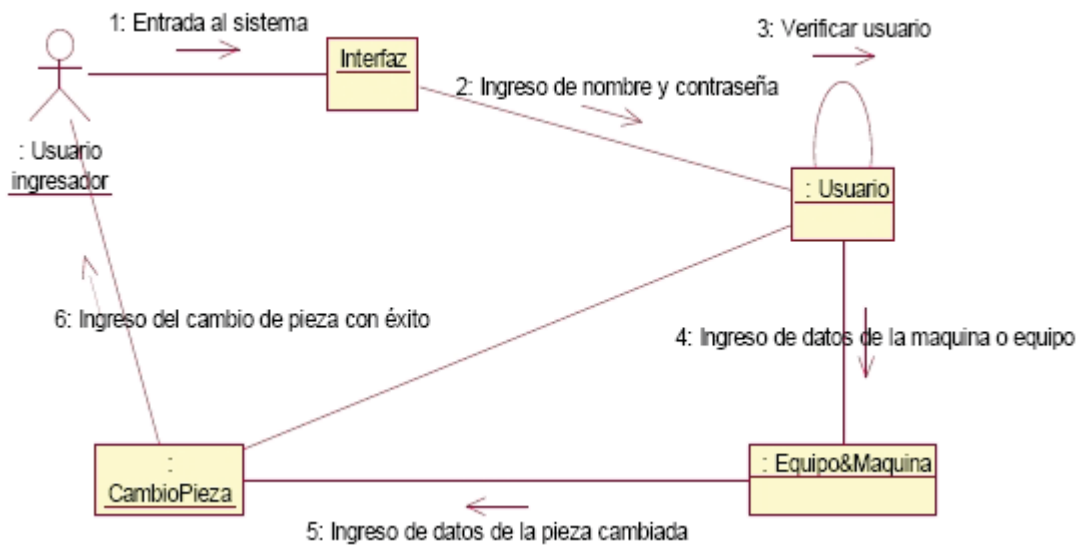 1: Entrada al sistema
3: Verificar usuario
Interfaz
2: Ingreso de nombre y contraseña
: Usuario
ingresador
: Usuario
6: Ingreso del cambio de pieza con éxito
4: Ingreso de datos de la maquina o equipo
:
CambioPieza
: Equipo&Maquina
5: Ingreso de datos de la pieza cambiada